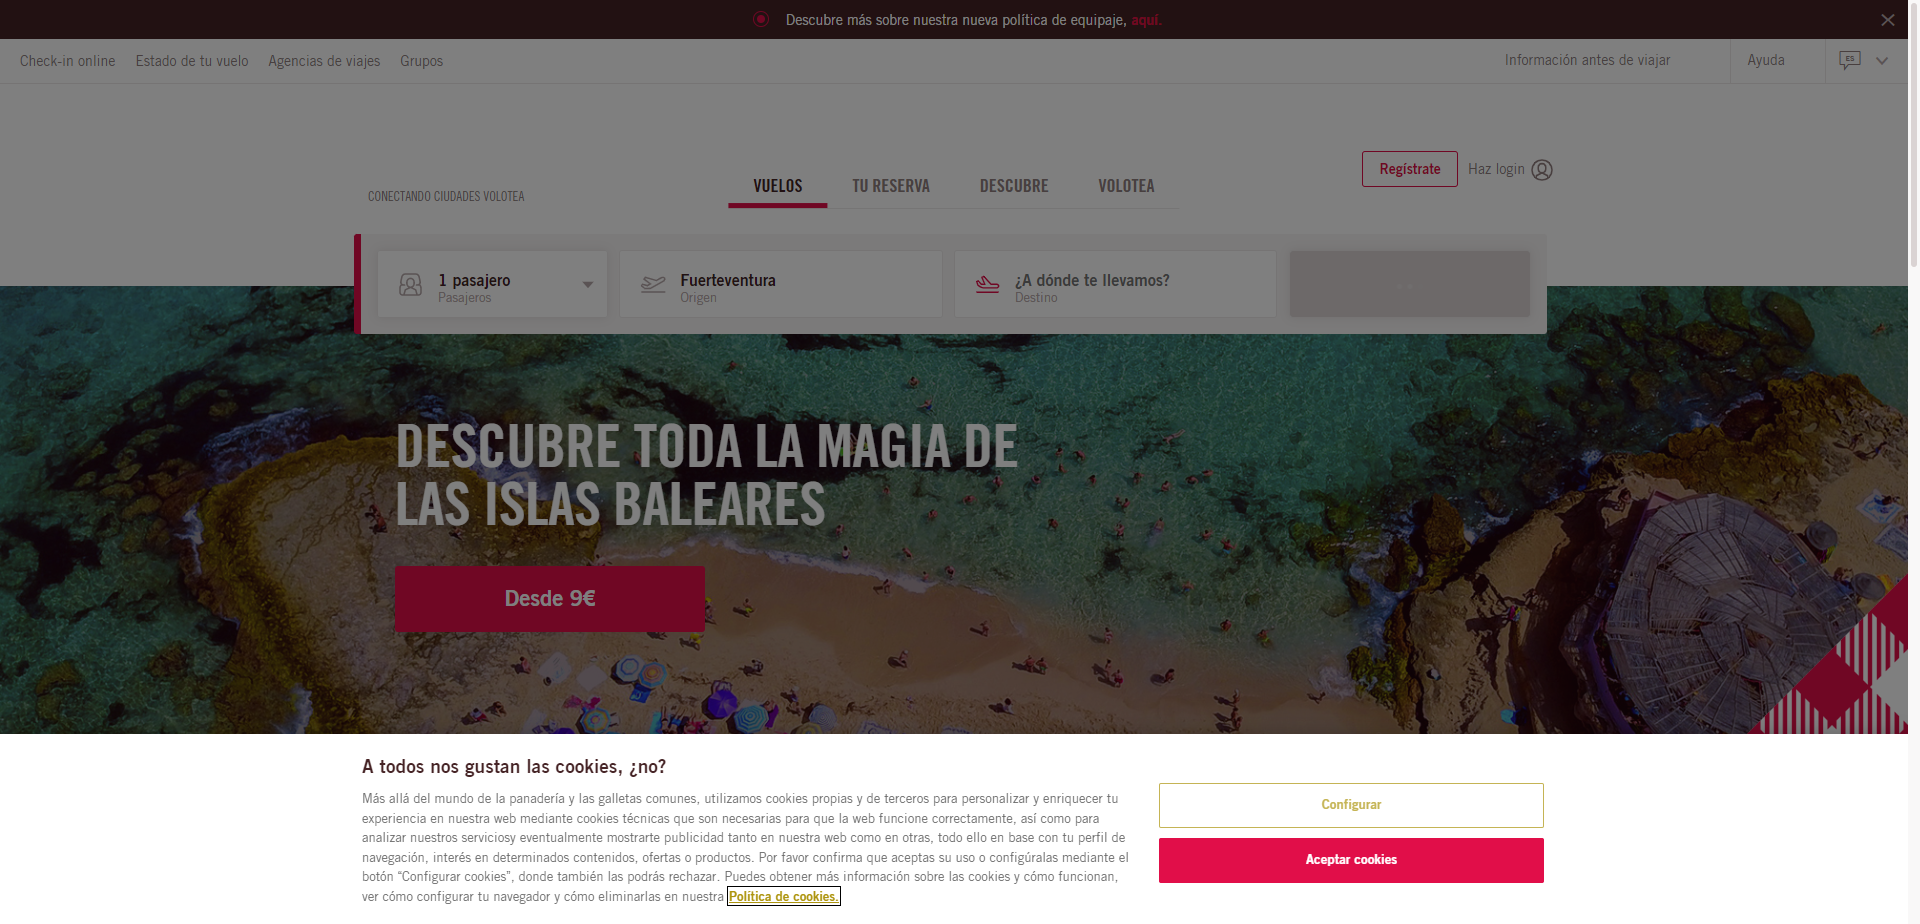 Descubre más sobre nuestra nueva política de equipaje, aquí.
Check-in online
Estado de tu vuelo
Agencias de viajes
Grupos
Información antes de viajar
Ayuda
ES
CONECTANDO CIUDADES VOLOTEA
VUELOS
TU RESERVA
DESCUBRE
VOLOTEA
Regístrate
Haz login
1 pasajero
Pasajeros
Fuerteventura
Origen
¿A dónde te llevamos?
Destino
DESCUBRE TODA LA MAGIA DE
LAS ISLAS BALEARES
Desde 9€
A todos nos gustan las cookies, ¿no?
Más allá del mundo de la panadería y las galletas comunes, utilizamos cookies propias y de terceros para personalizar y enriquecer tu
experiencia en nuestra web mediante cookies técnicas que son necesarias para que la web funcione correctamente, así como para
analizar nuestros serviciosy eventualmente mostrarte publicidad tanto en nuestra web como en otras, todo ello en base con tu perfil de
navegación, interés en determinados contenidos, ofertas o productos. Por favor confirma que aceptas su uso o configúralas mediante el
botón “Configurar cookies”, donde también las podrás rechazar. Puedes obtener más información sobre las cookies y cómo funcionan,
ver cómo configurar tu navegador y cómo eliminarlas en nuestra Política de cookies.
Configurar
Aceptar cookies